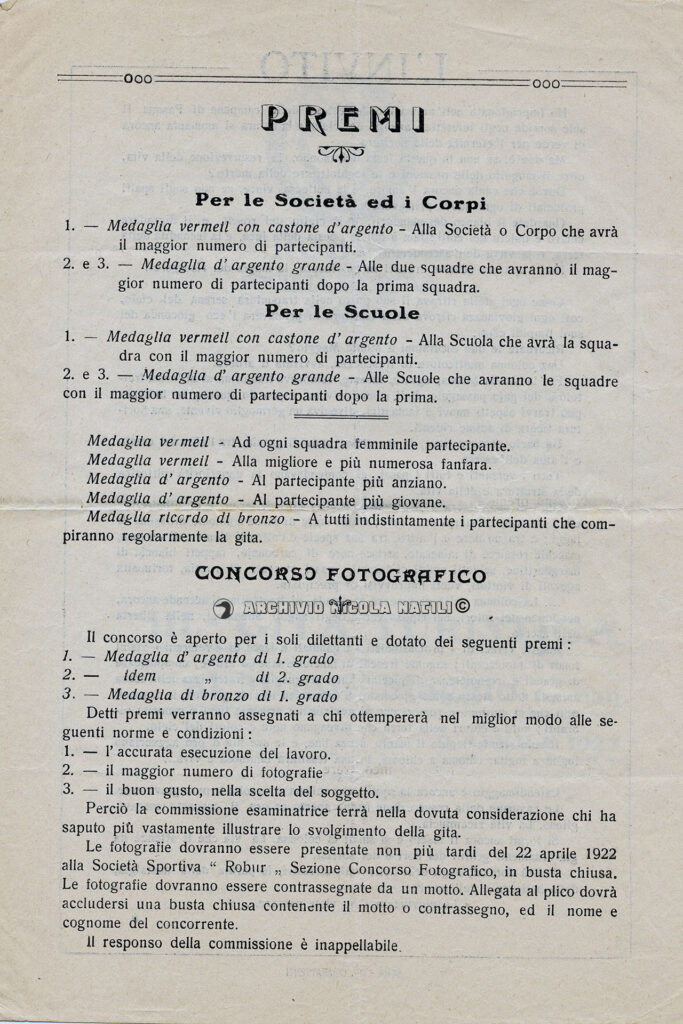 PREMI
Per le Società ed i Corpi
1. — Medaglia vermeil con castone d'argento - Alla Società o Corpo che avrà
il maggior numero di partecipanti.
2. e 3. — Medaglia d' argento grande - Alle due squadre che avranno il mag-
gior numero di partecipanti dopo la prima squadra.
Per le Scuole
1. — Medaglia vermeil con castone d' argento - Alla Scuola che avrà la squa-
dra con il maggior numero di partecipanti.
2. e 3. — Medaglia d' argento grande - Alle Scuole che avranno le squadre
con il maggior numero di partecipanti dopo la prima.
Medaglia vermeil - Ad ogni squadra femminile partecipante.
Medaglia vermeil - Alla migliore e più numerosa fanfara.
Medaglia d' argento - Al partecipante più anziano.
Medaglia d' argento - Al partecipante più giovane.
Medaglia ricordo di bronzo - A tutti indistintamente i partecipanti che com-
piranno regolarmente la gita.
CONCORSO FOTOGRAFICO
ARCHIVIO NICOLA NATILI ©
Il concorso è aperto per i soli dilettanti e dotato dei seguenti premi :
1. — Medaglia d' argento di 1. grado
2. — idem „ di 2. grado
3. — Medaglia di bronzo di 1. grado
Detti premi verranno assegnati a chi ottempererà nel miglior modo alle se-
guenti norme e condizioni :
1. — l' accurata esecuzione del lavoro.
2. — il maggior numero di fotografie
3. — il buon gusto, nella scelta del soggetto.
Perciò la commissione esaminatrice terrà nella dovuta considerazione chi ha
saputo più vastamente illustrare lo svolgimento della gita.
Le fotografie dovranno essere presentate non più tardi del 22 aprile 1922
alla Società Sportiva “ Robur „ Sezione Concorso Fotografico, in busta chiusa.
Le fotografie dovranno essere contrassegnate da un motto. Allegata al plico dovrà
accludersi una busta chiusa contenente il motto o contrassegno, ed il nome e
cognome del concorrente.
Il responso della commissione è inappellabile.